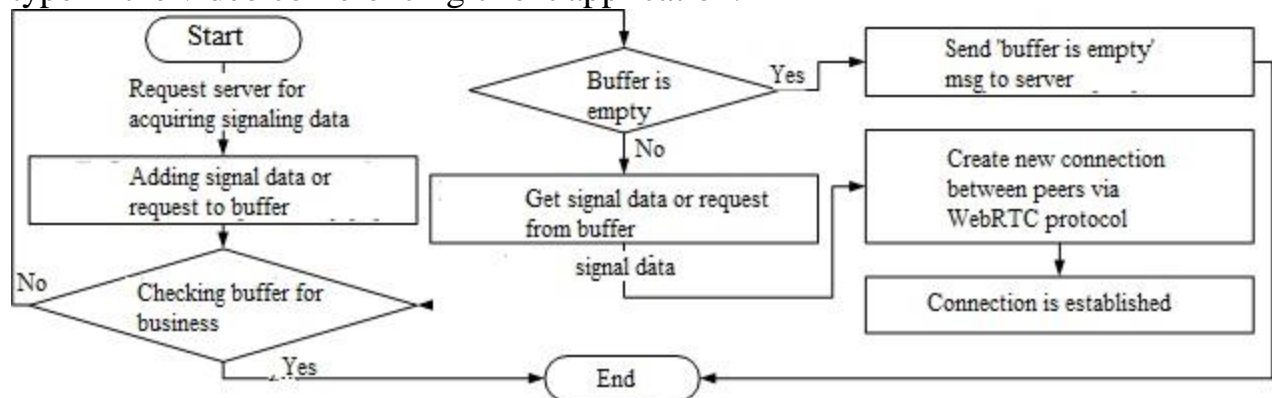 Start
Request server for
acquiring signaling data
Adding signal data or
request to buffer
No
Checking buffer for
business
Yes
Buffer is
empty
Yes
No
Get signal data or request
from buffer
signal data
Send 'buffer is empty'
msg to server
Create new connection
between peers via
WebRTC protocol
Connection is established
End